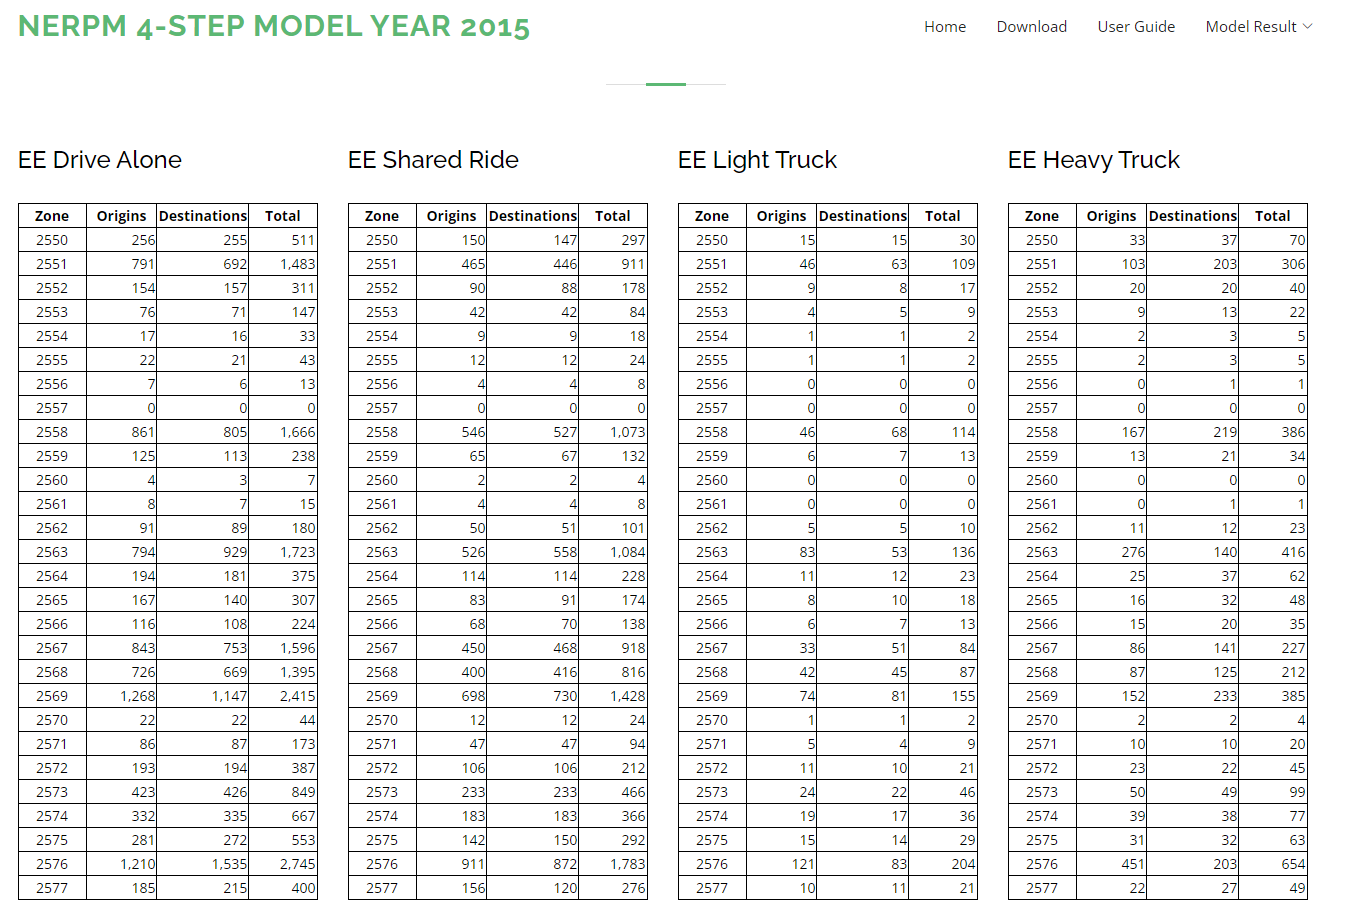 NERPM 4-STEP MODEL YEAR 2015
Home Download User Guide Model Result
EE Drive Alone EE Shared Ride EE Light Truck EE Heavy Truck
Zone Origins Destinations Total Zone Origins Destinations Total Zone Origins Destinations Total Zone Origins Destinations Total
2550 256 255 511 2550 150 147 297 2550 15 15 30 2550 33 37 70
2551 791 692 1,483 2551 465 446 911 2551 46 63 109 2551 103 203 306
2552 154 157 311 2552 90 88 178 2552 9 8 17 2552 20 20 40
2553 76 71 147 2553 42 42 84 2553 4 5 9 2553 9 13 22
2554 17 16 33 2554 9 9 18 2554 1 1 2 2554 2 3 5
2555 22 21 43 2555 12 12 24 2555 1 1 2 2555 2 3 5
2556 7 6 13 2556 4 4 8 2556 0 0 0 2556 0 1 1
2557 0 0 0 2557 0 0 0 2557 0 0 0 2557 0 0 0
2558 861 805 1,666 2558 546 527 1,073 2558 46 68 114 2558 167 219 386
2559 125 113 238 2559 65 67 132 2559 6 7 13 2559 13 21 34
2560 4 3 7 2560 2 2 4 2560 0 0 0 2560 0 0 0
2561 8 7 15 2561 4 4 8 2561 0 0 0 2561 0 1 1
2562 91 89 180 2562 50 51 101 2562 5 5 10 2562 11 12 23
2563 794 929 1,723 2563 526 558 1,084 2563 83 53 136 2563 276 140 416
2564 194 181 375 2564 114 114 228 2564 11 12 23 2564 25 37 62
2565 167 140 307 2565 83 91 174 2565 8 10 18 2565 16 32 48
2566 116 108 224 2566 68 70 138 2566 6 7 13 2566 15 20 35
2567 843 753 1,596 2567 450 468 918 2567 33 51 84 2567 86 141 227
2568 726 669 1,395 2568 400 416 816 2568 42 45 87 2568 87 125 212
2569 1,268 1,147 2,415 2569 698 730 1,428 2569 74 81 155 2569 152 233 385
2570 22 22 44 2570 12 12 24 2570 1 1 2 2570 2 2 4
2571 86 87 173 2571 47 47 94 2571 5 4 9 2571 10 10 20
2572 193 194 387 2572 106 106 212 2572 11 10 21 2572 23 22 45
2573 423 426 849 2573 233 233 466 2573 24 22 46 2573 50 49 99
2574 332 335 667 2574 183 183 366 2574 19 17 36 2574 39 38 77
2575 281 272 553 2575 142 150 292 2575 15 14 29 2575 31 32 63
2576 1,210 1,535 2,745 2576 911 872 1,783 2576 121 83 204 2576 451 203 654
2577 185 215 400 2577 156 120 276 2577 10 11 21 2577 22 27 49